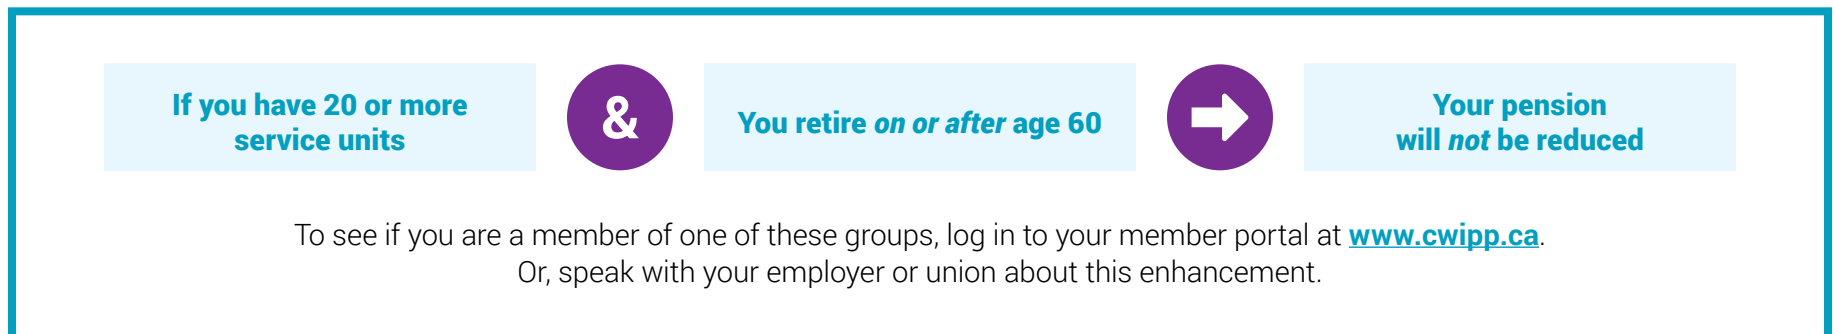 If you have 20 or more
service units
&
You retire on or after age 60
Your pension
will not be reduced
To see if you are a member of one of these groups, log in to your member portal at www.cwipp.ca.
Or, speak with your employer or union about this enhancement.